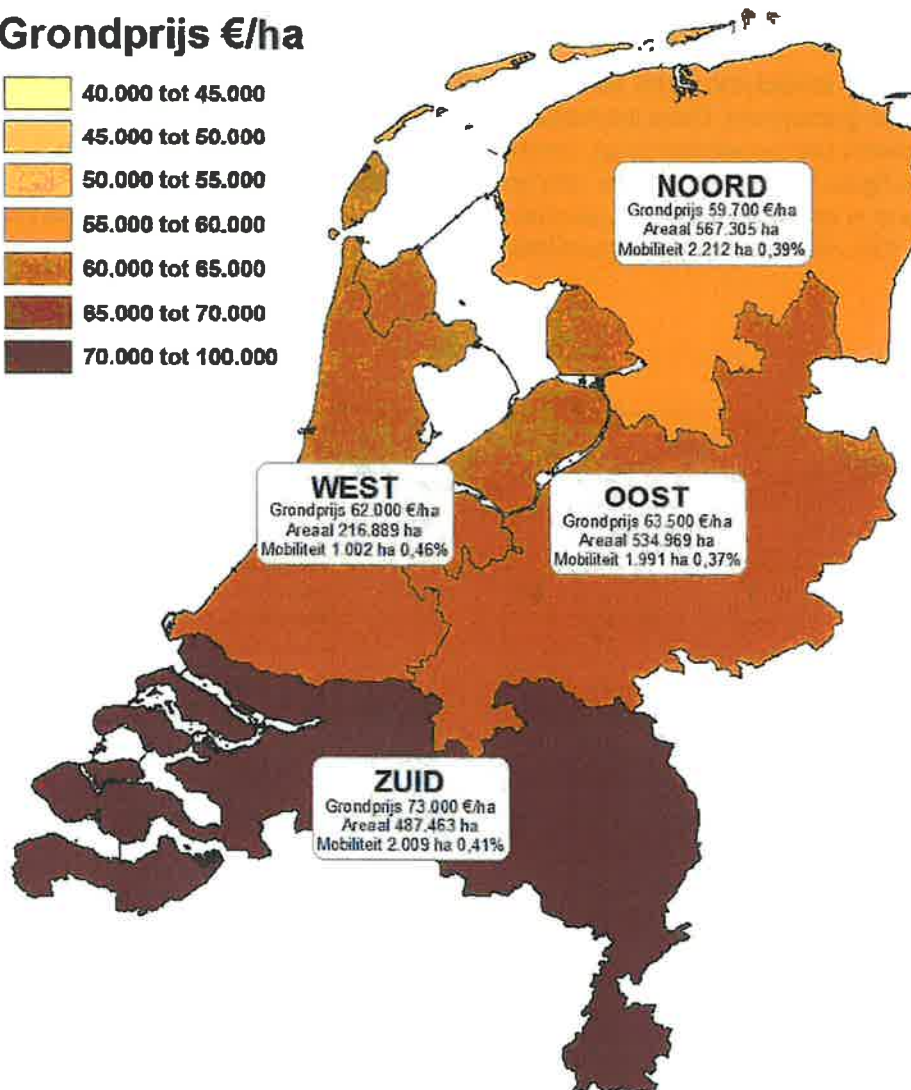 Grondprijs €/ha
40.000 tot 45.000
45.000 tot 50.000
50.000 tot 55.000
55.000 tot 60.000
60.000 tot 65.000
65.000 tot 70.000
70.000 tot 100.000
NOORD
Grondprijs 59.700 €/ha
Areaal 567.305 ha
Mobiliteit 2.212 ha 0,39%
WEST
Grondprijs 62.000 €/ha
Areaal 216.889 ha
Mobiliteit 1.002 ha 0,46%
OOST
Grondprijs 63.500 €/ha
Areaal 534.969 ha
Mobiliteit 1.991 ha 0,37%
ZUID
Grondprijs 73.000 €/ha
Areaal 487.463 ha
Mobiliteit 2.009 ha 0,41%